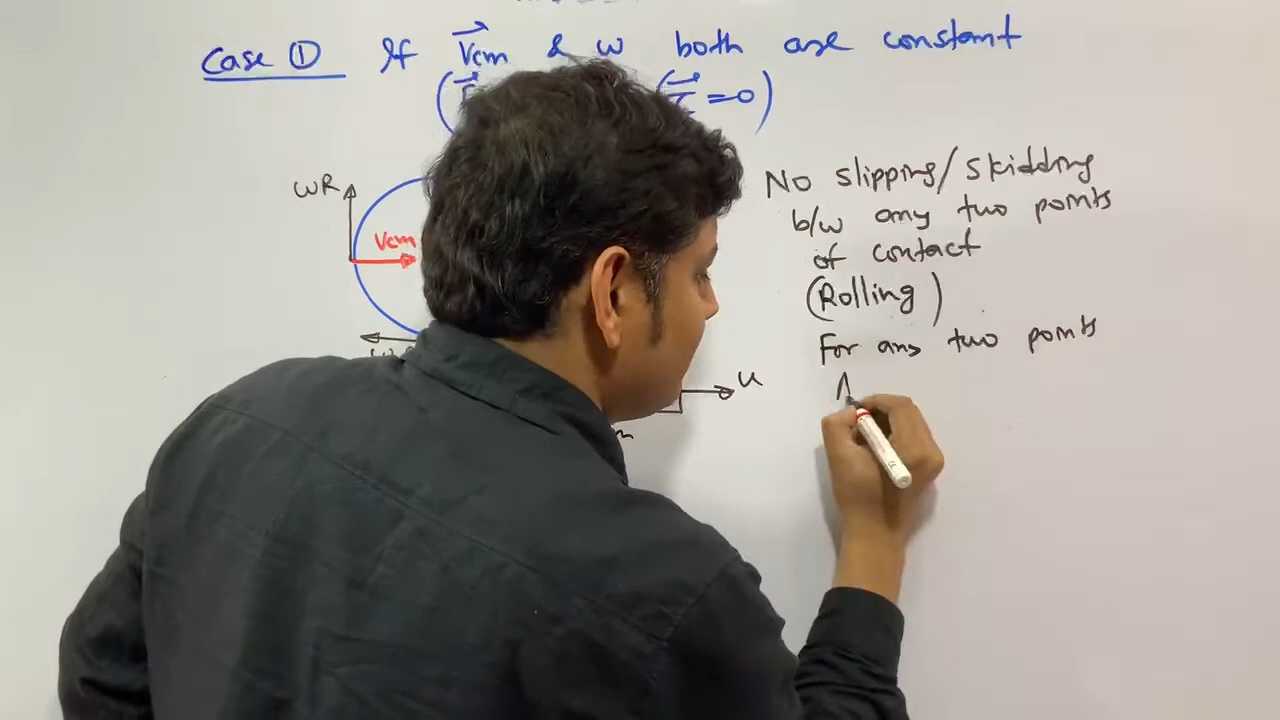 Case ① If Vcm & ω both are constant
= 0)
ωR
Vcm
No slipping/skidding
b/w any two points
of contact
(Rolling)
For any two points
u
A